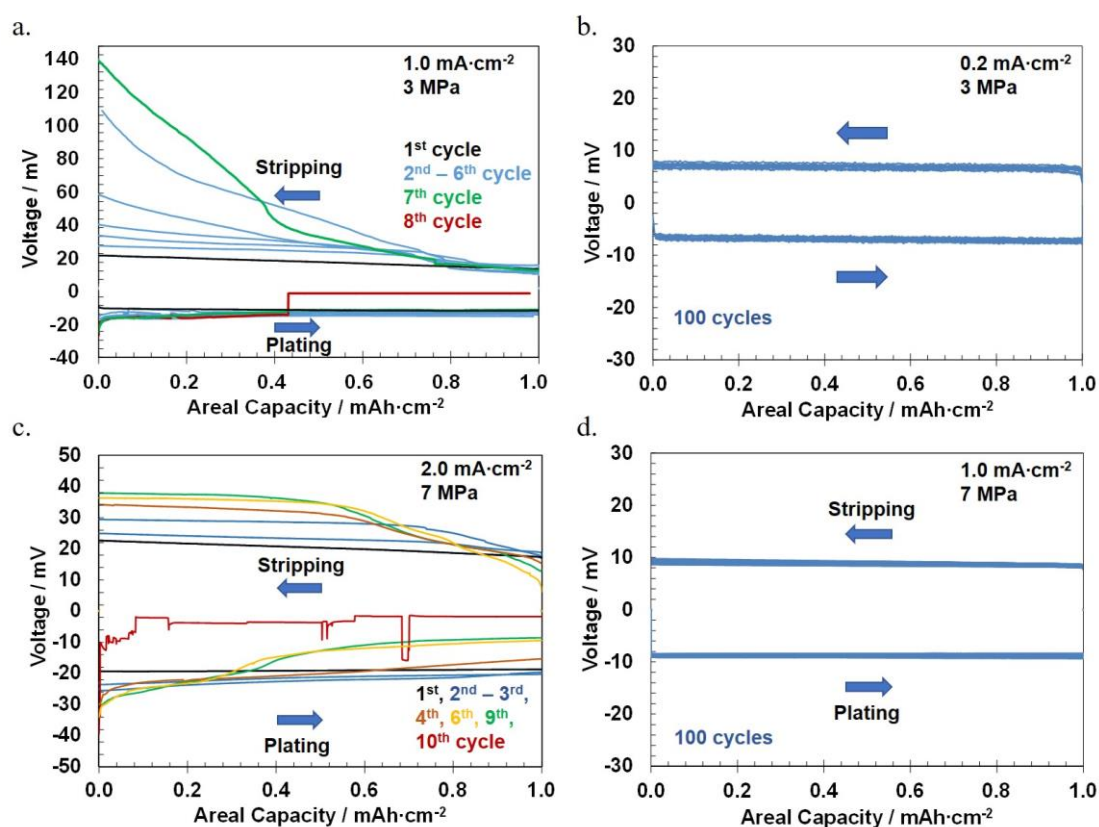 a.
140
120
100
80
60
40
20
0
-20
-40
Voltage / mV
1.0 mA·cm⁻²
3 MPa
Stripping
1ˢᵗ cycle
2ⁿᵈ – 6ᵗʰ cycle
7ᵗʰ cycle
8ᵗʰ cycle
Plating
0.0 0.2 0.4 0.6 0.8 1.0
Areal Capacity / mAh·cm⁻²
b.
30
20
10
0
-10
-20
-30
Voltage / mV
0.2 mA·cm⁻²
3 MPa
100 cycles
0.0 0.2 0.4 0.6 0.8 1.0
Areal Capacity / mAh·cm⁻²
c.
50
40
30
20
10
0
-10
-20
-30
-40
-50
Voltage / mV
2.0 mA·cm⁻²
7 MPa
Stripping
1ˢᵗ, 2ⁿᵈ – 3ʳᵈ,
4ᵗʰ, 6ᵗʰ, 9ᵗʰ,
10ᵗʰ cycle
Plating
0.0 0.2 0.4 0.6 0.8 1.0
Areal Capacity / mAh·cm⁻²
d.
30
20
10
0
-10
-20
-30
Voltage / mV
1.0 mA·cm⁻²
7 MPa
Stripping
Plating
100 cycles
0.0 0.2 0.4 0.6 0.8 1.0
Areal Capacity / mAh·cm⁻²